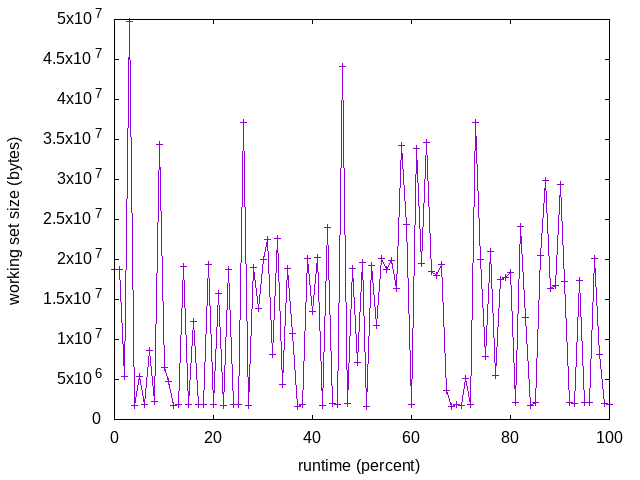 5x10^7
4.5x10^7
4x10^7
3.5x10^7
3x10^7
2.5x10^7
2x10^7
1.5x10^7
1x10^7
5x10^6
0
working set size (bytes)
0 20 40 60 80 100
runtime (percent)